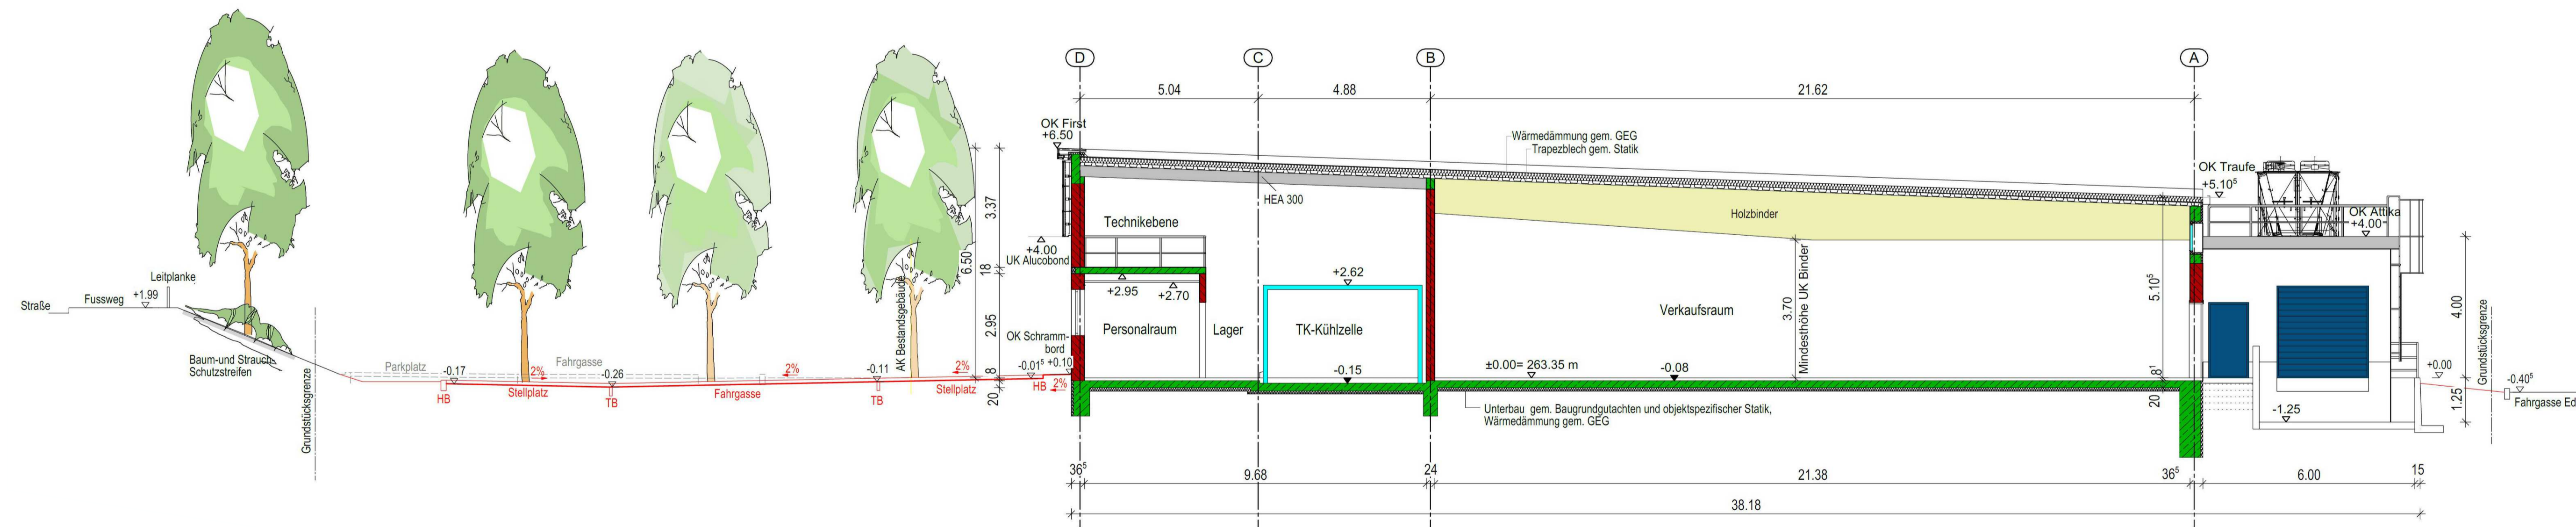 D
C
B
A
5.04
4.88
21.62
OK First
+6.50
Wärmedämmung gem. GEG
Trapezblech gem. Statik
OK Traufe
+5.10⁵
HEA 300
Holzbinder
OK Attika
+4.00
Technikebene
+4.00
UK Alucobond
3.37
18
2.95
8
20
6.50
AK Bestandsgebäude
Leitplanke
Straße
Fussweg
+1.99
Baum-und Strauch-
Schutzstreifen
Grundstücksgrenze
Parkplatz
Fahrgasse
-0.17
HB
2%
Stellplatz
-0.26
TB
2%
Fahrgasse
-0.11
TB
2%
Stellplatz
OK Schramm-
bord
-0.01⁵
+0.10
HB
2%
+2.95
+2.70
Personalraum
Lager
+2.62
TK-Kühlzelle
-0.15
Verkaufsraum
3.70
Mindesthöhe UK Binder
±0.00= 263.35 m
-0.08
Unterbau gem. Baugrundgutachten und objektspezifischer Statik,
Wärmedämmung gem. GEG
5.10⁵
8¹
20
4.00
1.25
-1.25
+0.00
Grundstücksgrenze
-0.40⁵
Fahrgasse Ed
36⁵
9.68
24
21.38
36⁵
6.00
15
38.18